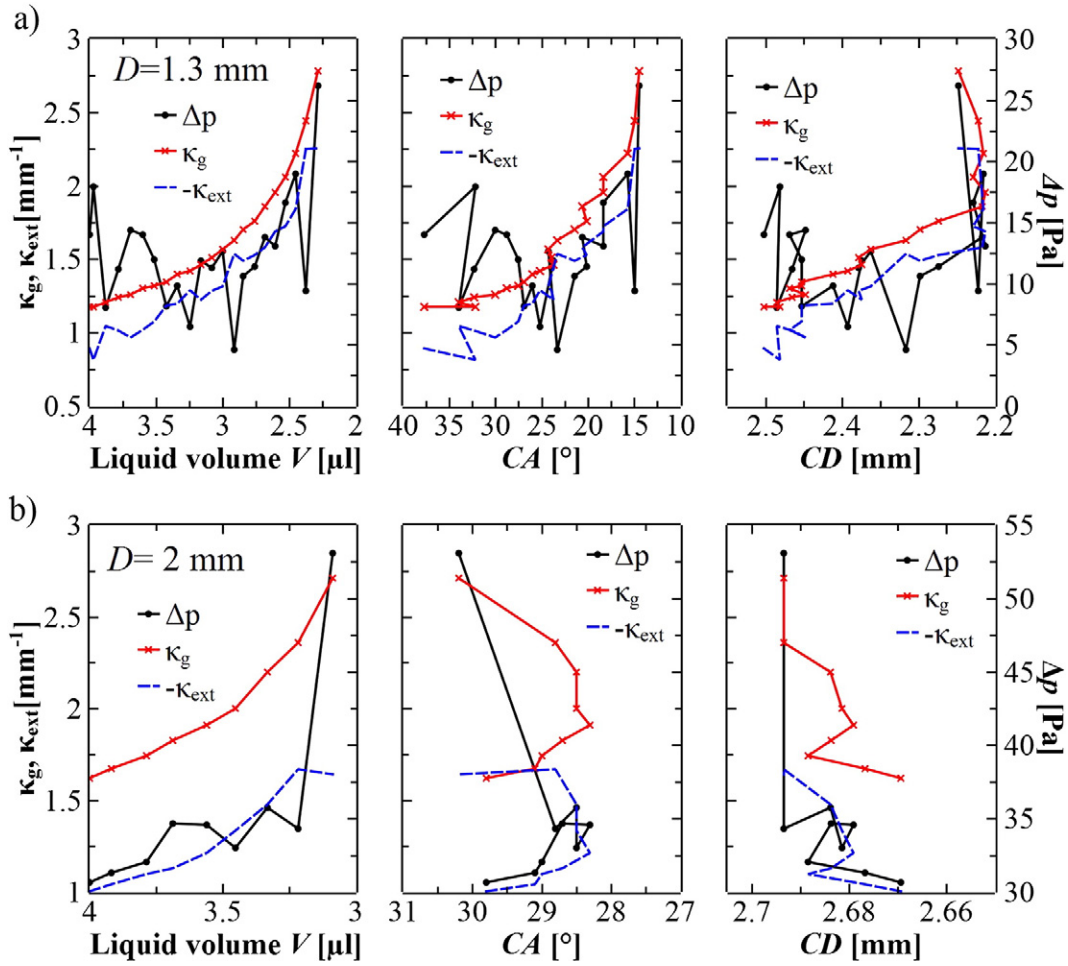 a)
3
2.5
2
1.5
1
0.5
κg, κext[mm-1]
D=1.3 mm
Δp
κg
-κext
4
3.5
3
2.5
2
Liquid volume V [µl]
Δp
κg
-κext
40
35
30
25
20
15
10
CA [°]
Δp
κg
-κext
2.5
2.4
2.3
2.2
CD [mm]
30
25
20
15
10
5
0
Δp [Pa]
b)
3
2.5
2
1.5
1
κg, κext[mm-1]
D= 2 mm
Δp
κg
-κext
4
3.5
3
Liquid volume V [µl]
Δp
κg
-κext
31
30
29
28
27
CA [°]
Δp
κg
-κext
2.7
2.68
2.66
CD [mm]
55
50
45
40
35
30
Δp [Pa]